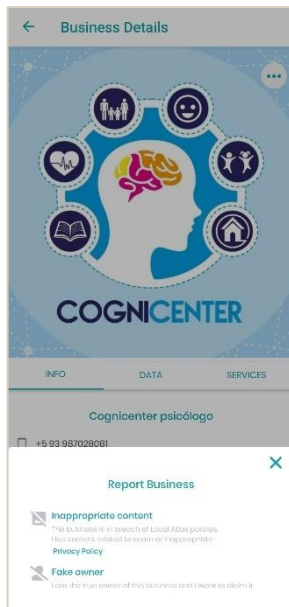 Business Details
COGNICENTER
INFO DATA SERVICES
Cognicenter psicólogo
+5 93 987028081
Report Business
Inappropriate content
The business is in breach of Local Abas policies.
Has content related to scam or inappropriate .
Privacy Policy
Fake owner
I am the true owner of this business and I want to claim it